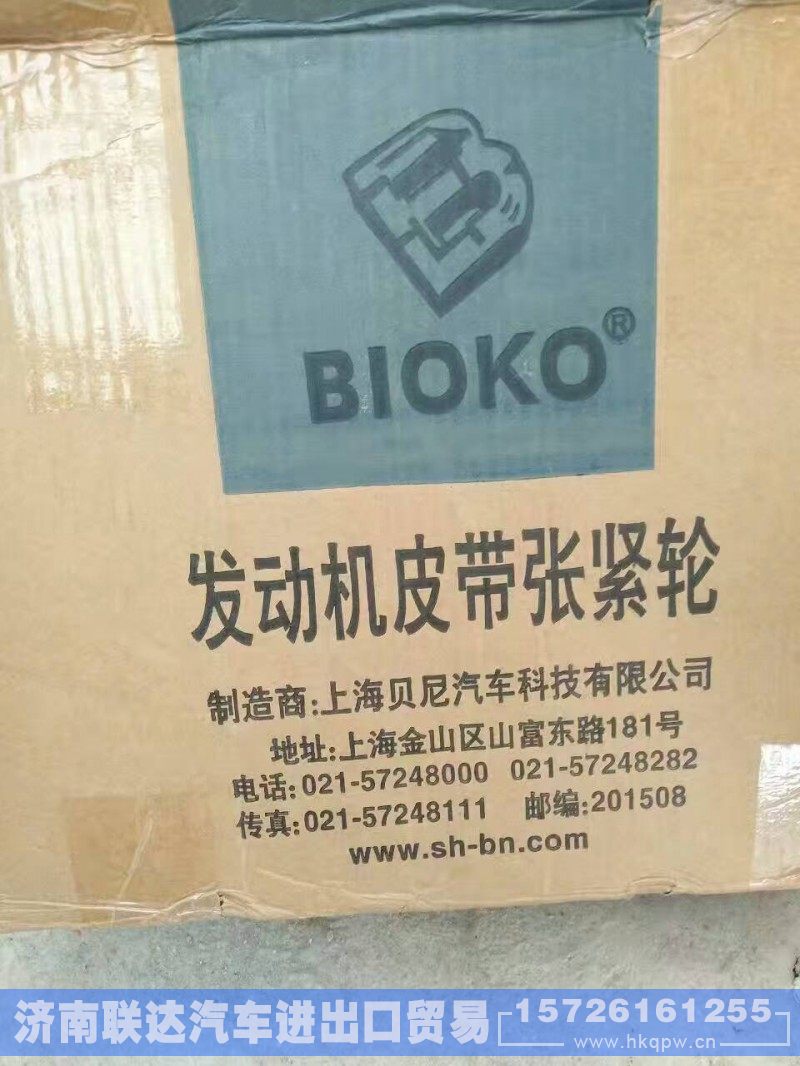 BIOKO®
发动机皮带张紧轮
制造商:上海贝尼汽车科技有限公司
地址:上海金山区山富东路181号
电话:021-57248000 021-57248282
传真:021-57248111 邮编:201508
www.sh-bn.com
济南联达汽车进出口贸易 15726161255
www.hkqpw.cn